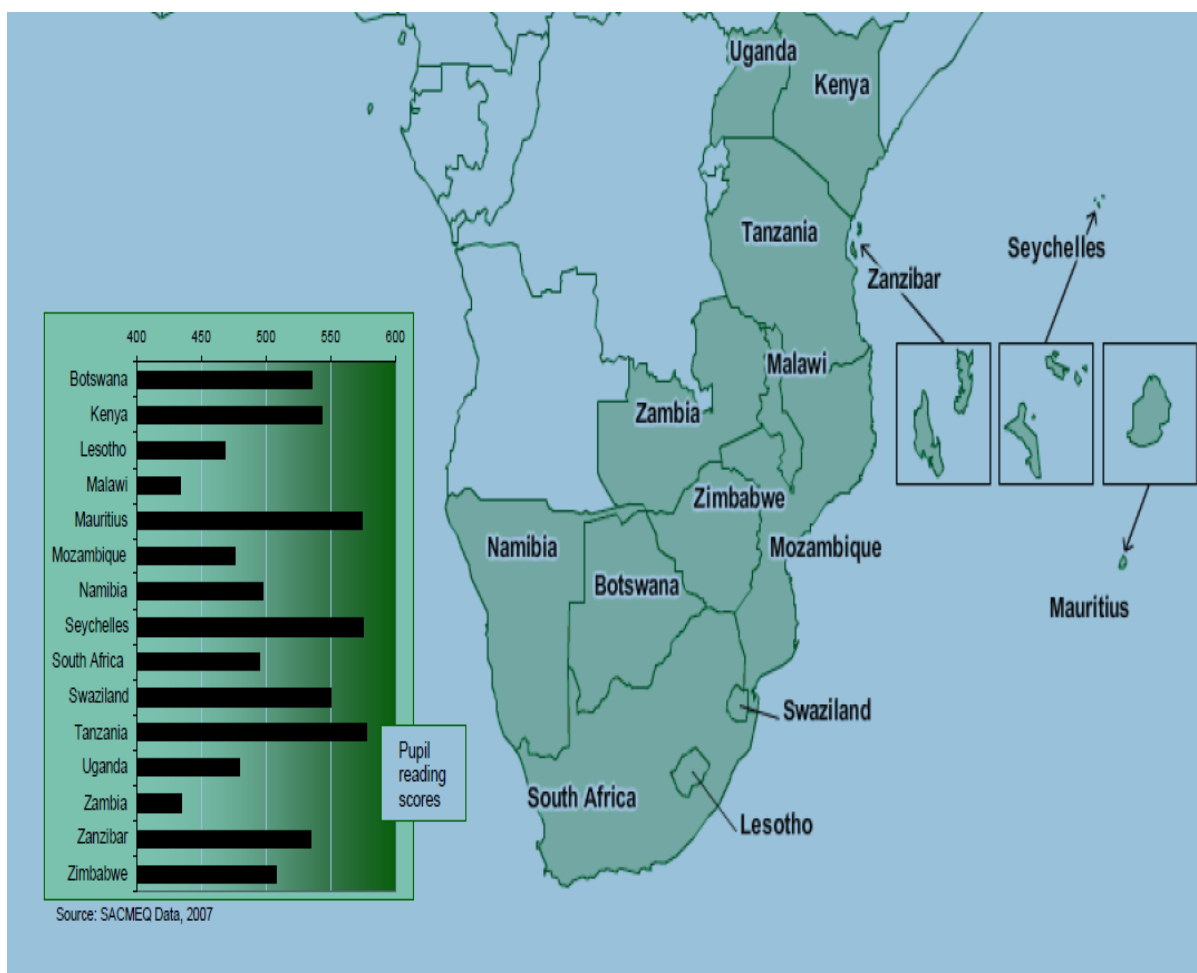 Uganda
Kenya
Tanzania
Seychelles
Zanzibar
Malawi
Zambia
Zimbabwe
Namibia
Mozambique
Botswana
Mauritius
Swaziland
South Africa
Lesotho
400 450 500 550 600
Botswana
Kenya
Lesotho
Malawi
Mauritius
Mozambique
Namibia
Seychelles
South Africa
Swaziland
Tanzania
Uganda
Zambia
Zanzibar
Zimbabwe
Pupil
reading
scores
Source: SACMEQ Data, 2007